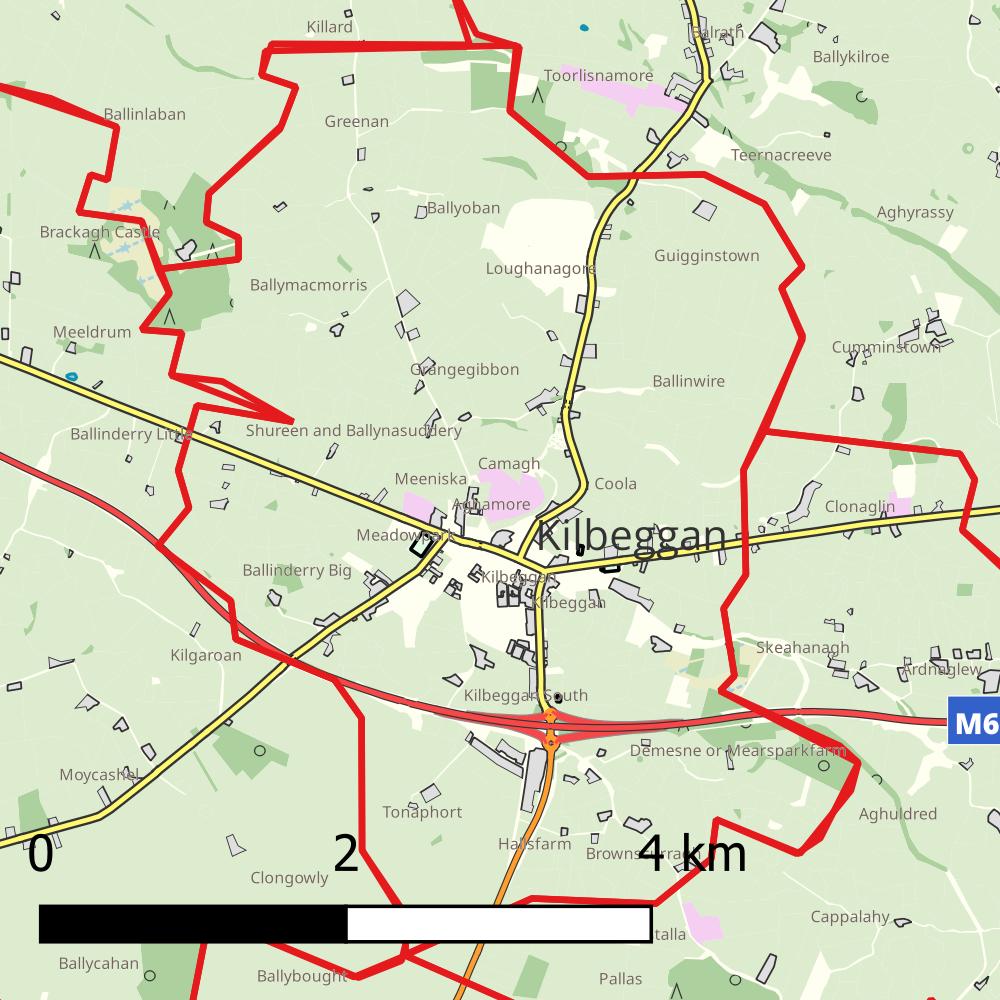 Killard
Balrath
Ballykilroe
Toorlisnamore
Ballinlaban
Greenan
Teernacreeve
Ballyoban
Aghyrassy
Brackagh Castle
Loughanagore
Guigginstown
Ballymacmorris
Meeldrum
Cumminstown
Grangegibbon
Ballinwire
Ballinderry Little
Shureen and Ballynasuddery
Camagh
Meeniska
Coola
Aghamore
Clonaglin
Meadowpark
Kilbeggan
Ballinderry Big
Kilbeggan
Kilbeggan
Skeahanagh
Kilgaroan
Ardnaglew
Kilbeggan South
M6
Demesne or Mearsparkfarm
Moycashel
Tonaphort
Aghuldred
Hallsfarm
0 2 4 km
Clongowly
Cappalahy
talla
Ballycahan
Ballybought
Pallas